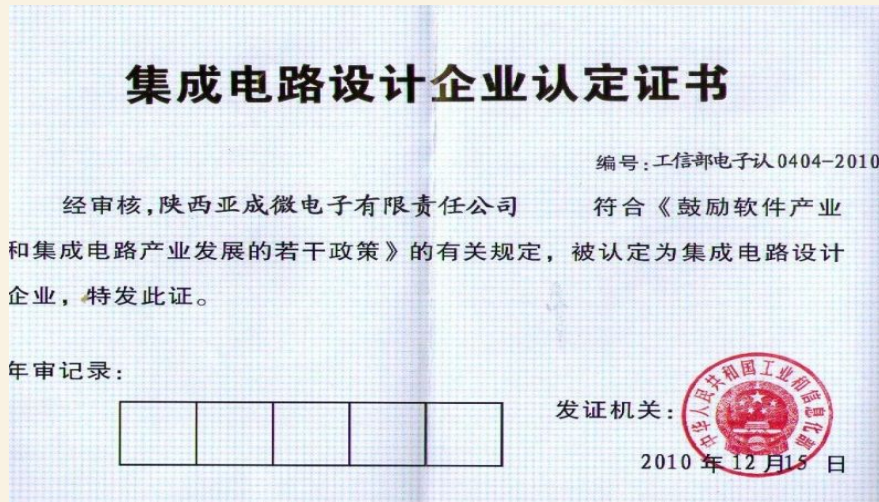 集成电路设计企业认定证书
编号:工信部电子认0404-2010
经审核,陕西亚成微电子有限责任公司 符合《鼓励软件产业
和集成电路产业发展的若干政策》的有关规定，被认定为集成电路设计
企业，特发此证。
年审记录:
发证机关:
中华人民共和国工业和信息化部
2010 年 12 月 15 日